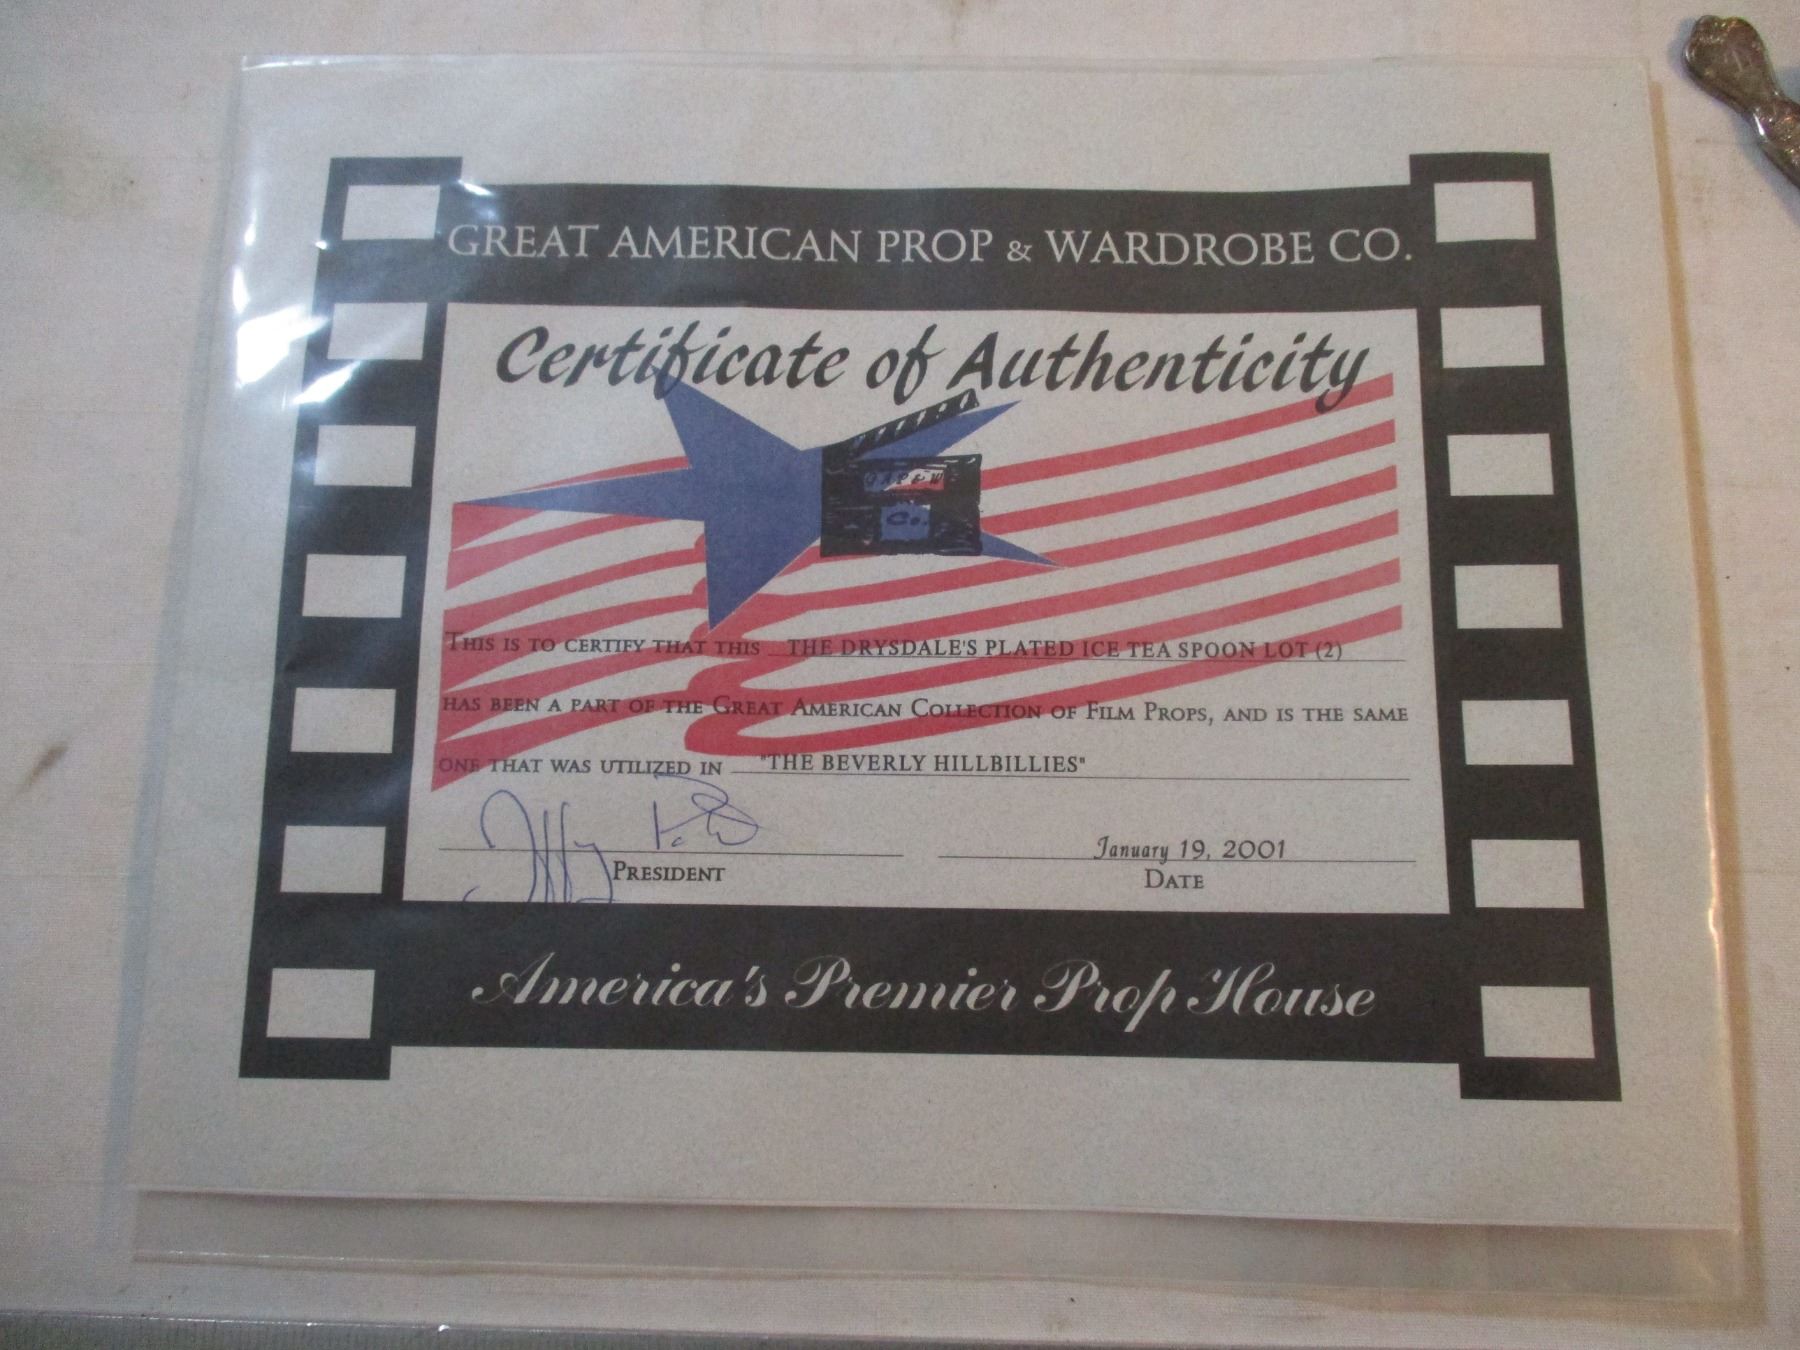 GREAT AMERICAN PROP & WARDROBE CO.
Certificate of Authenticity
G A P & W
Co.
THIS IS TO CERTIFY THAT THIS THE DRYSDALE'S PLATED ICE TEA SPOON LOT (2)
HAS BEEN A PART OF THE GREAT AMERICAN COLLECTION OF FILM PROPS, AND IS THE SAME
ONE THAT WAS UTILIZED IN "THE BEVERLY HILLBILLIES"
January 19, 2001
PRESIDENT DATE
America's Premier Prop House